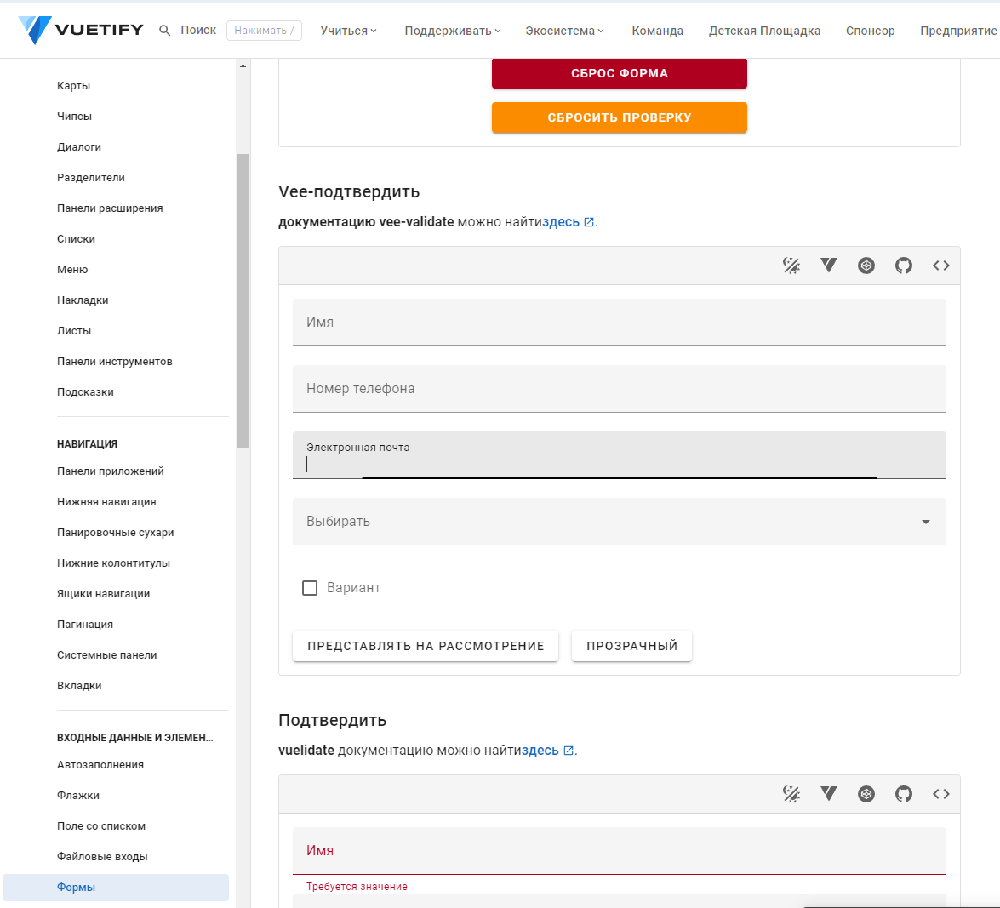 VUETIFY Поиск Нажимать / Учиться Поддерживать Экосистема Команда Детская Площадка Спонсор Предприятие
Карты
Чипсы
Диалоги
Разделители
Панели расширения
Списки
Меню
Накладки
Листы
Панели инструментов
Подсказки
НАВИГАЦИЯ
Панели приложений
Нижняя навигация
Панировочные сухари
Нижние колонтитулы
Ящики навигации
Пагинация
Системные панели
Вкладки
ВХОДНЫЕ ДАННЫЕ И ЭЛЕМЕН...
Автозаполнения
Флажки
Поле со списком
Файловые входы
Формы
СБРОС ФОРМА
СБРОСИТЬ ПРОВЕРКУ
Vee-подтвердить
документацию vee-validate можно найтиздесь .
Имя
Номер телефона
Электронная почта
Выбирать
Вариант
ПРЕДСТАВЛЯТЬ НА РАССМОТРЕНИЕ ПРОЗРАЧНЫЙ
Подтвердить
vuelidate документацию можно найтиздесь .
Имя
Требуется значение